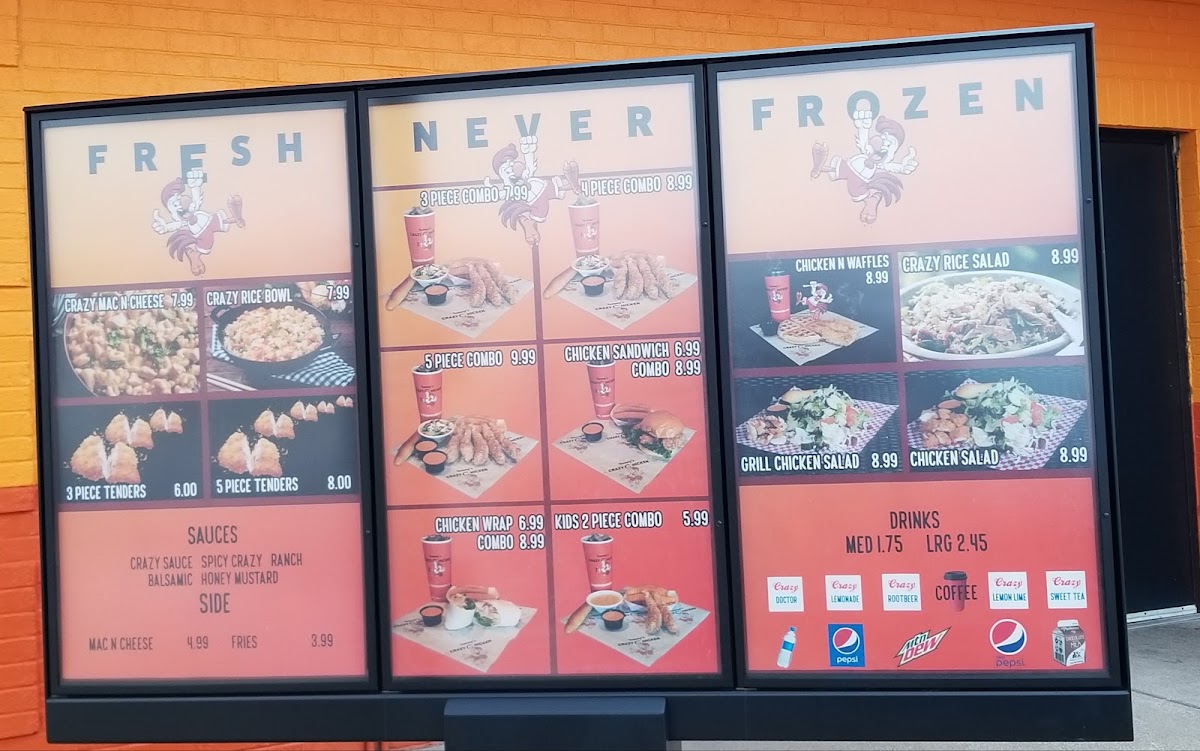 FRESH
CRAZY MAC N CHEESE 7.99
CRAZY RICE BOWL 7.99
3 PIECE TENDERS 6.00
5 PIECE TENDERS 8.00
SAUCES
CRAZY SAUCE SPICY CRAZY RANCH
BALSAMIC HONEY MUSTARD
SIDE
MAC N CHEESE 4.99 FRIES 3.99
NEVER
3 PIECE COMBO 7.99
4 PIECE COMBO 8.99
5 PIECE COMBO 9.99
CHICKEN SANDWICH 6.99
COMBO 8.99
CHICKEN WRAP 6.99
COMBO 8.99
KIDS 2 PIECE COMBO 5.99
FROZEN
CHICKEN N WAFFLES
8.99
CRAZY RICE SALAD 8.99
GRILL CHICKEN SALAD 8.99
CHICKEN SALAD 8.99
DRINKS
MED 1.75 LRG 2.45
Crazy
DOCTOR
Crazy
LEMONADE
Crazy
ROOTBEER
COFFEE
Crazy
LEMON LIME
Crazy
SWEET TEA
pepsi
MTN DEW
pepsi
CHOCOLATE
MILK